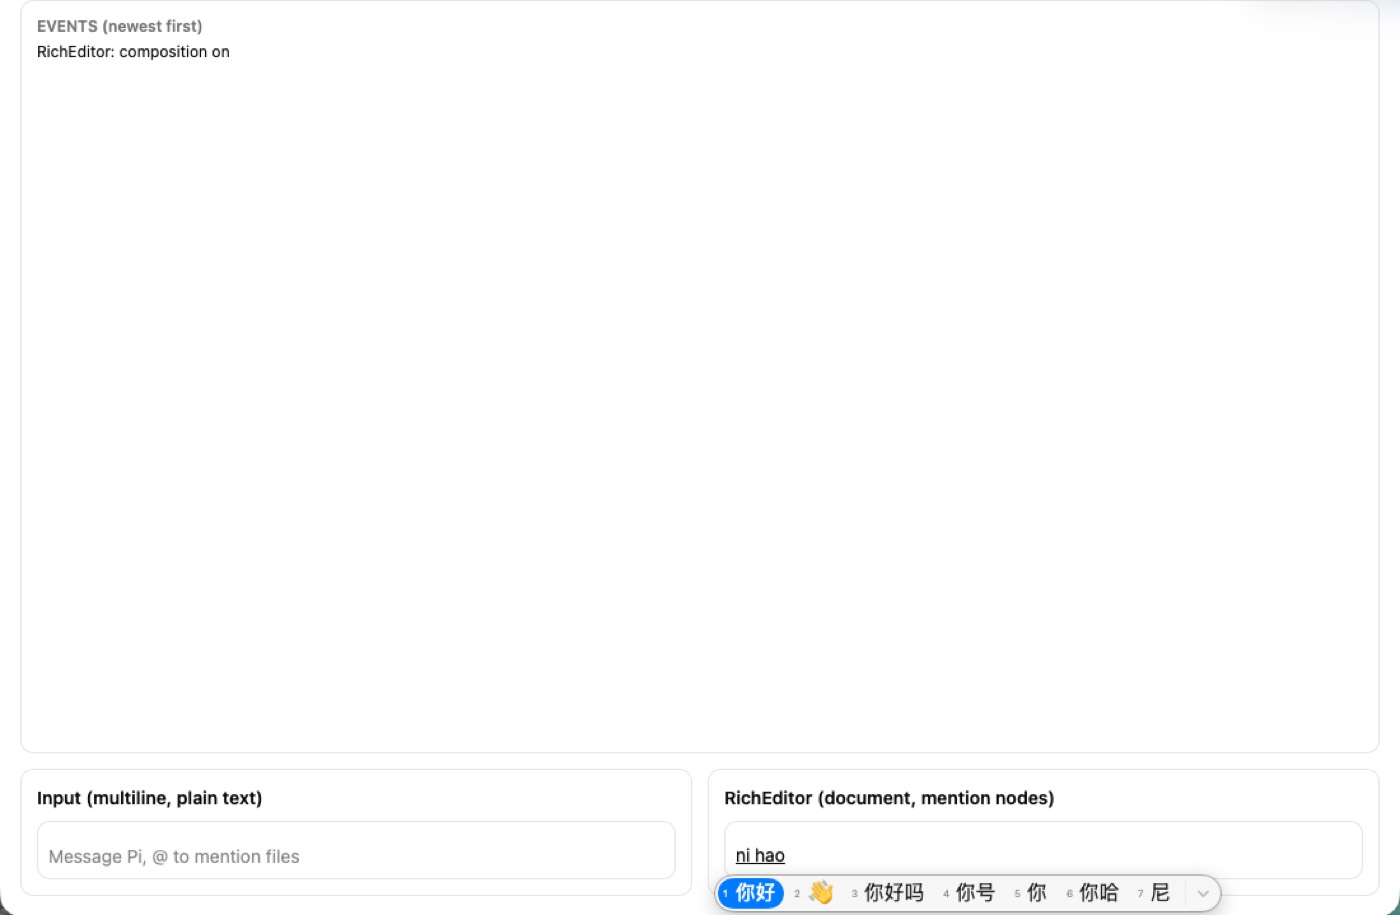 EVENTS (newest first)
RichEditor: composition on
Input (multiline, plain text)
Message Pi, @ to mention files
RichEditor (document, mention nodes)
ni hao
1 你好 2 👋 3 你好吗 4 你号 5 你 6 你哈 7 尼